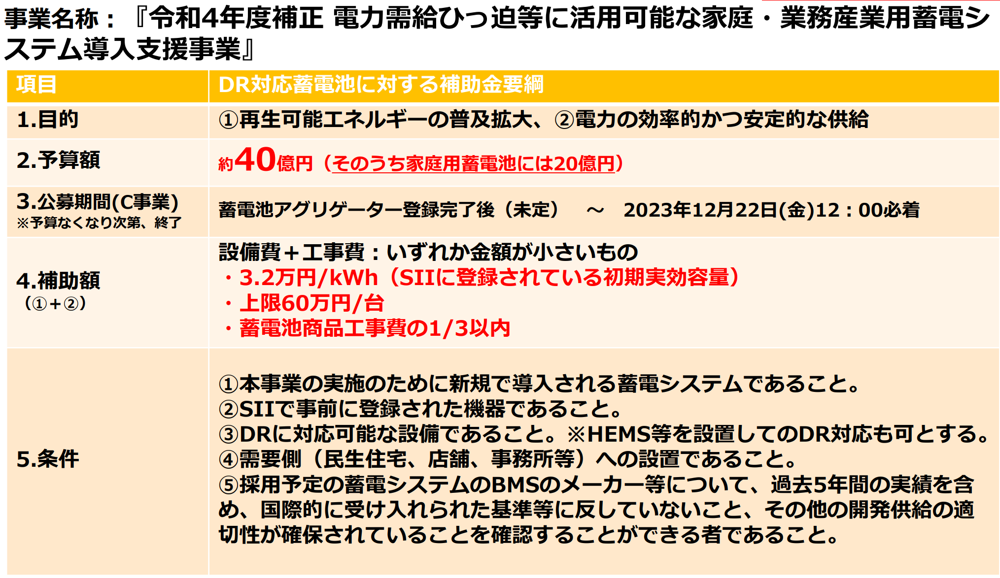 事業名称：『令和4年度補正 電力需給ひっ迫等に活用可能な家庭・業務産業用蓄電シ
ステム導入支援事業』
項目
DR対応蓄電池に対する補助金要綱
1.目的
①再生可能エネルギーの普及拡大、②電力の効率的かつ安定的な供給
2.予算額
約40億円（そのうち家庭用蓄電池には20億円）
3.公募期間(C事業)
※予算なくなり次第、終了
蓄電池アグリゲーター登録完了後（未定）　～　2023年12月22日(金)12：00必着
4.補助額
（①＋②）
設備費＋工事費：いずれか金額が小さいもの
・3.2万円/kWh（SIIに登録されている初期実効容量）
・上限60万円/台
・蓄電池商品工事費の1/3以内
5.条件
①本事業の実施のために新規で導入される蓄電システムであること。
②SIIで事前に登録された機器であること。
③DRに対応可能な設備であること。※HEMS等を設置してのDR対応も可とする。
④需要側（民生住宅、店舗、事務所等）への設置であること。
⑤採用予定の蓄電システムのBMSのメーカー等について、過去5年間の実績を含
め、国際的に受け入れられた基準等に反していないこと、その他の開発供給の適
切性が確保されていることを確認することができる者であること。